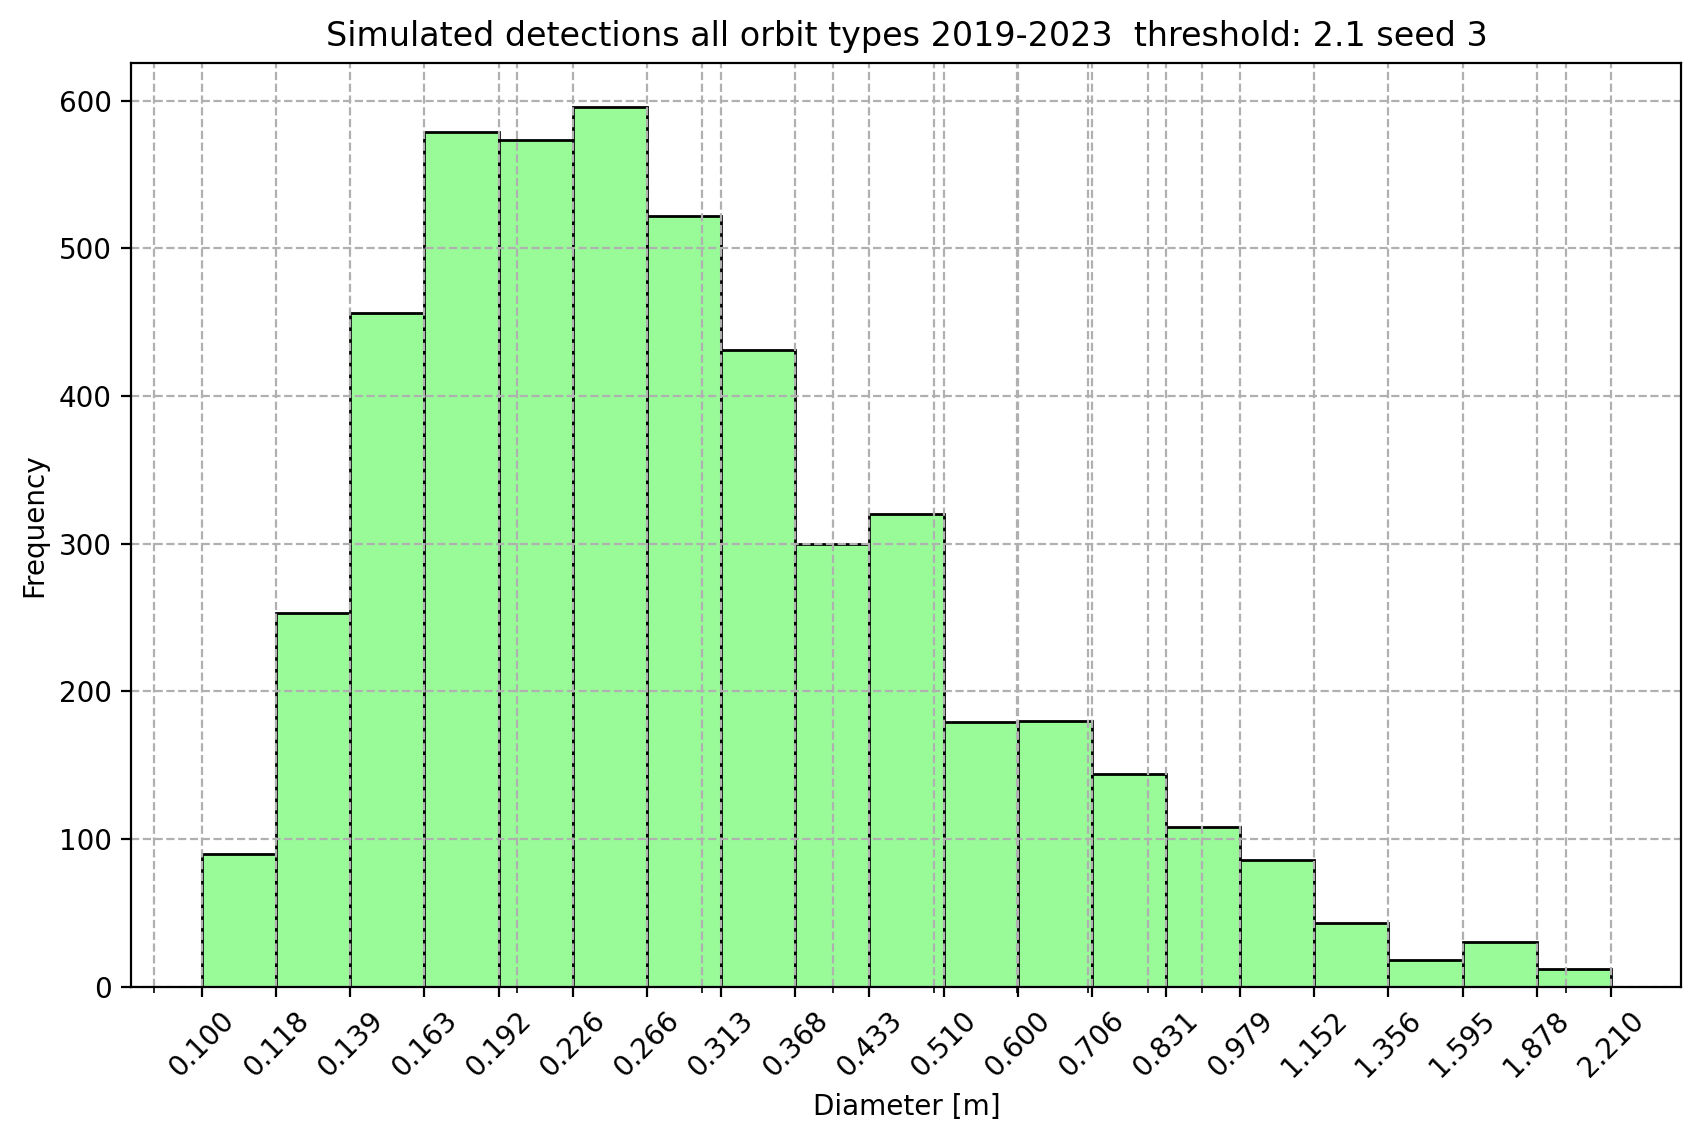 Simulated detections all orbit types 2019-2023  threshold: 2.1 seed 3
600
500
400
300
200
100
0
Frequency
0.100 0.118 0.139 0.163 0.192 0.226 0.266 0.313 0.368 0.433 0.510 0.600 0.706 0.831 0.979 1.152 1.356 1.595 1.878 2.210
Diameter [m]